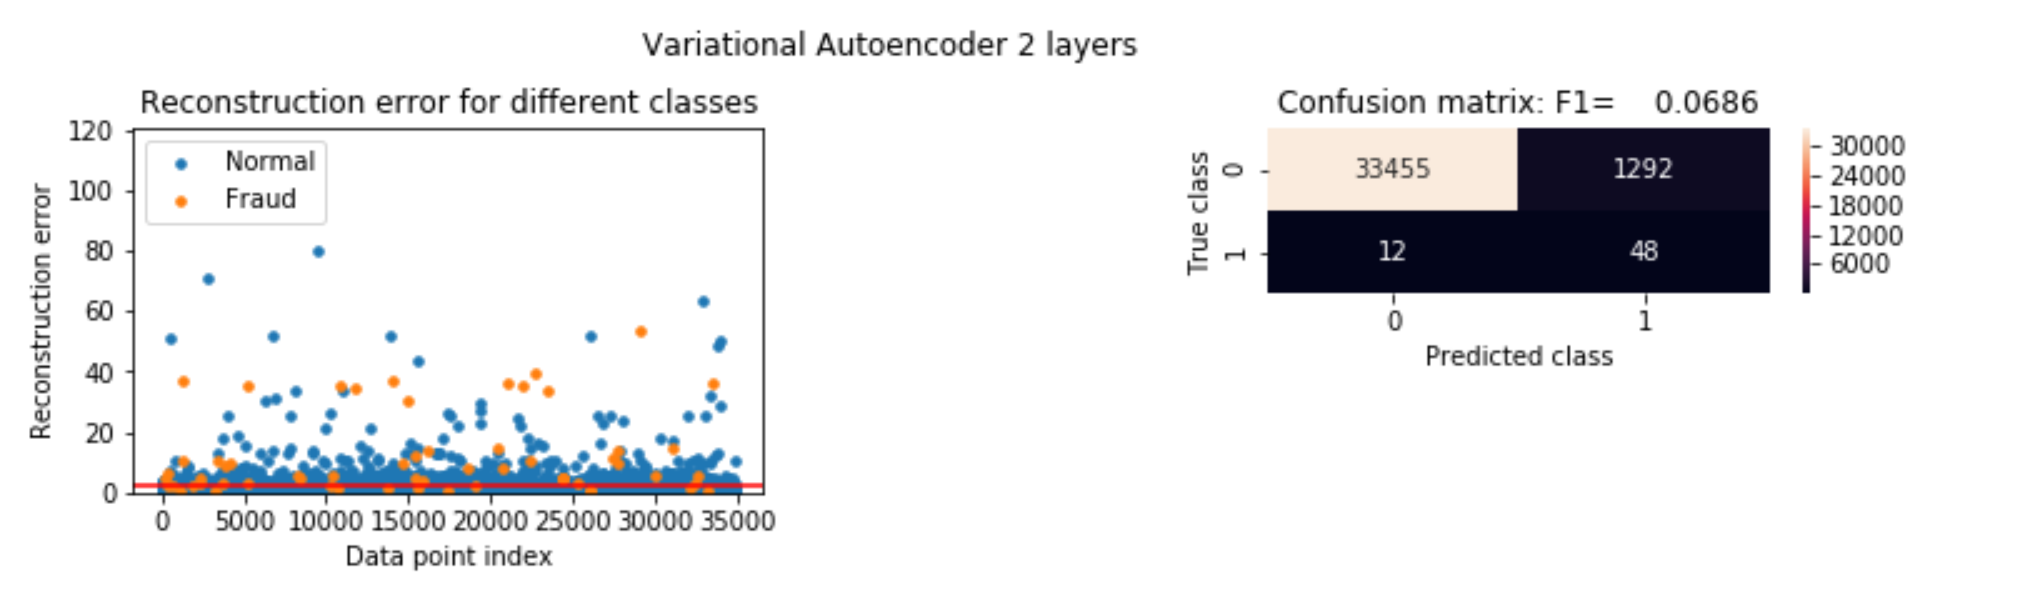 Variational Autoencoder 2 layers
Reconstruction error for different classes
120
100
80
60
40
20
0
Reconstruction error
Normal
Fraud
0 5000 10000 15000 20000 25000 30000 35000
Data point index
Confusion matrix: F1= 0.0686
True class
0
1
33455 1292
12 48
0 1
Predicted class
30000
24000
18000
12000
6000